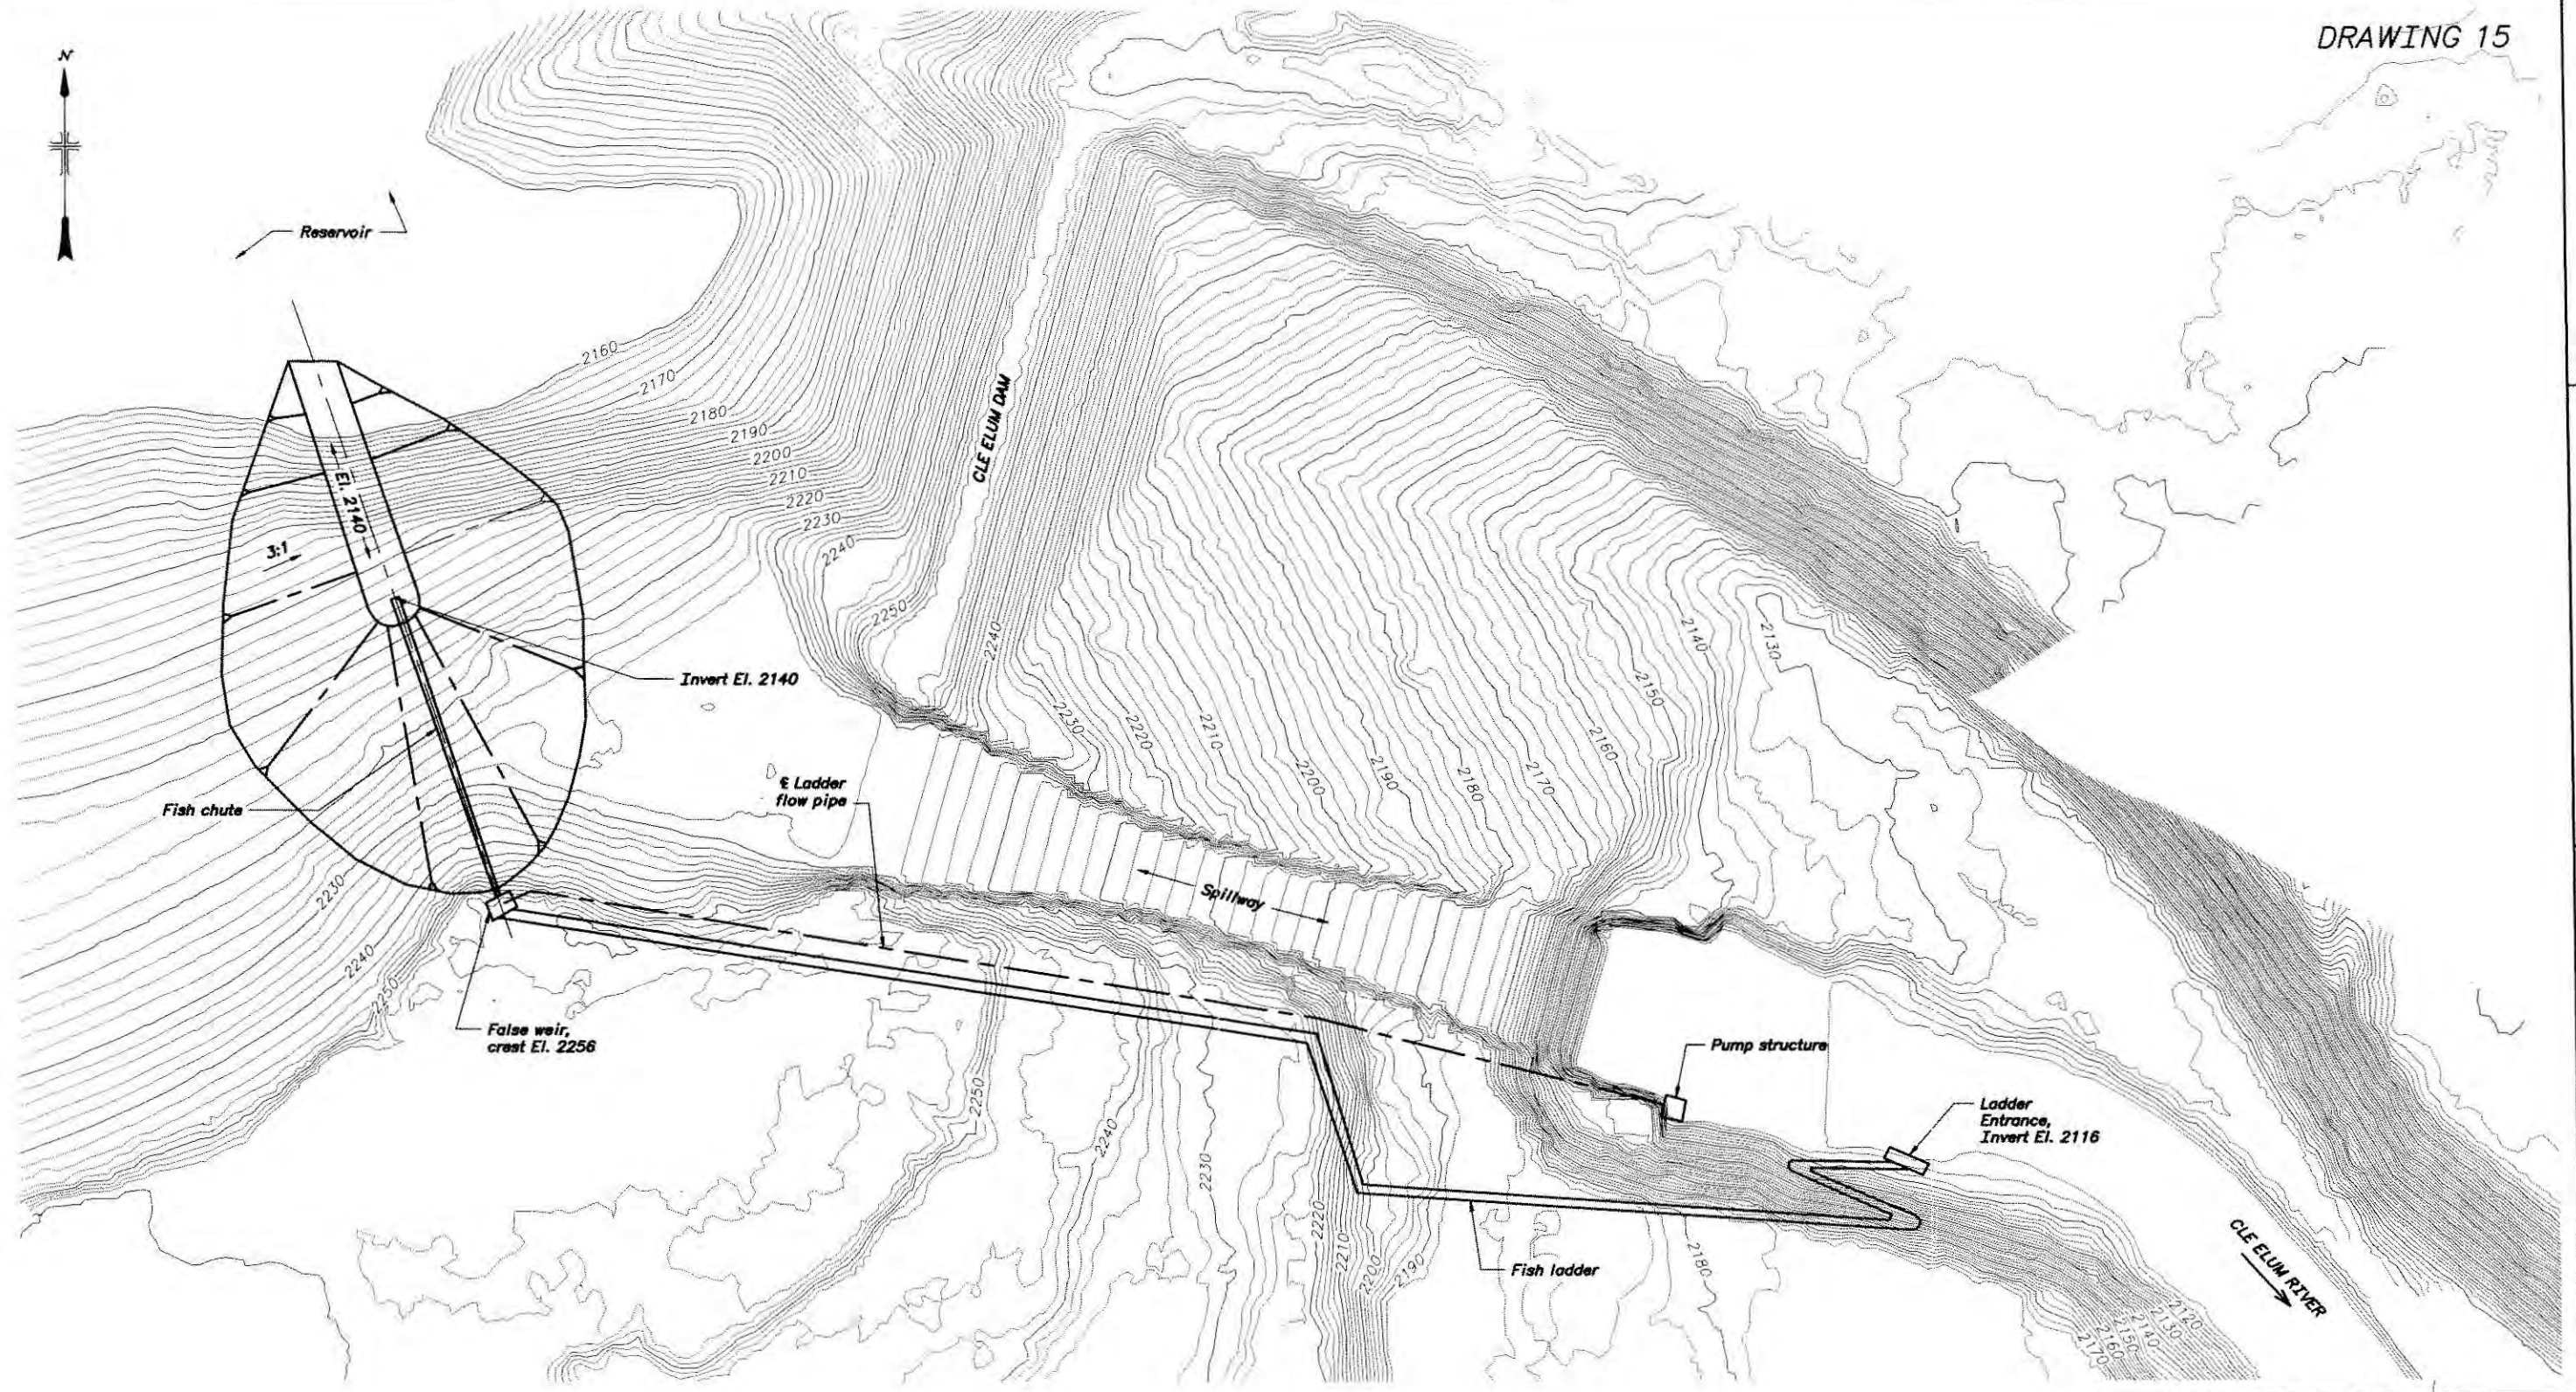 DRAWING 15
N
Reservoir
2160
2170
2180
2190
2200
2210
2220
2230
2240
2250
CLE ELUM DAM
El. 2140
3:1
Invert El. 2140
Fish chute
℄ Ladder
flow pipe
2240
2230
2220
2210
2200
2190
2180
2170
2160
2150
2140
2130
Spillway
2230
2240
2250
False weir,
crest El. 2256
Pump structure
Ladder
Entrance,
Invert El. 2116
2250
2240
2230
2220
2210
2200
2190
2180
Fish ladder
CLE ELUM RIVER
2120
2130
2140
2150
2160
2170